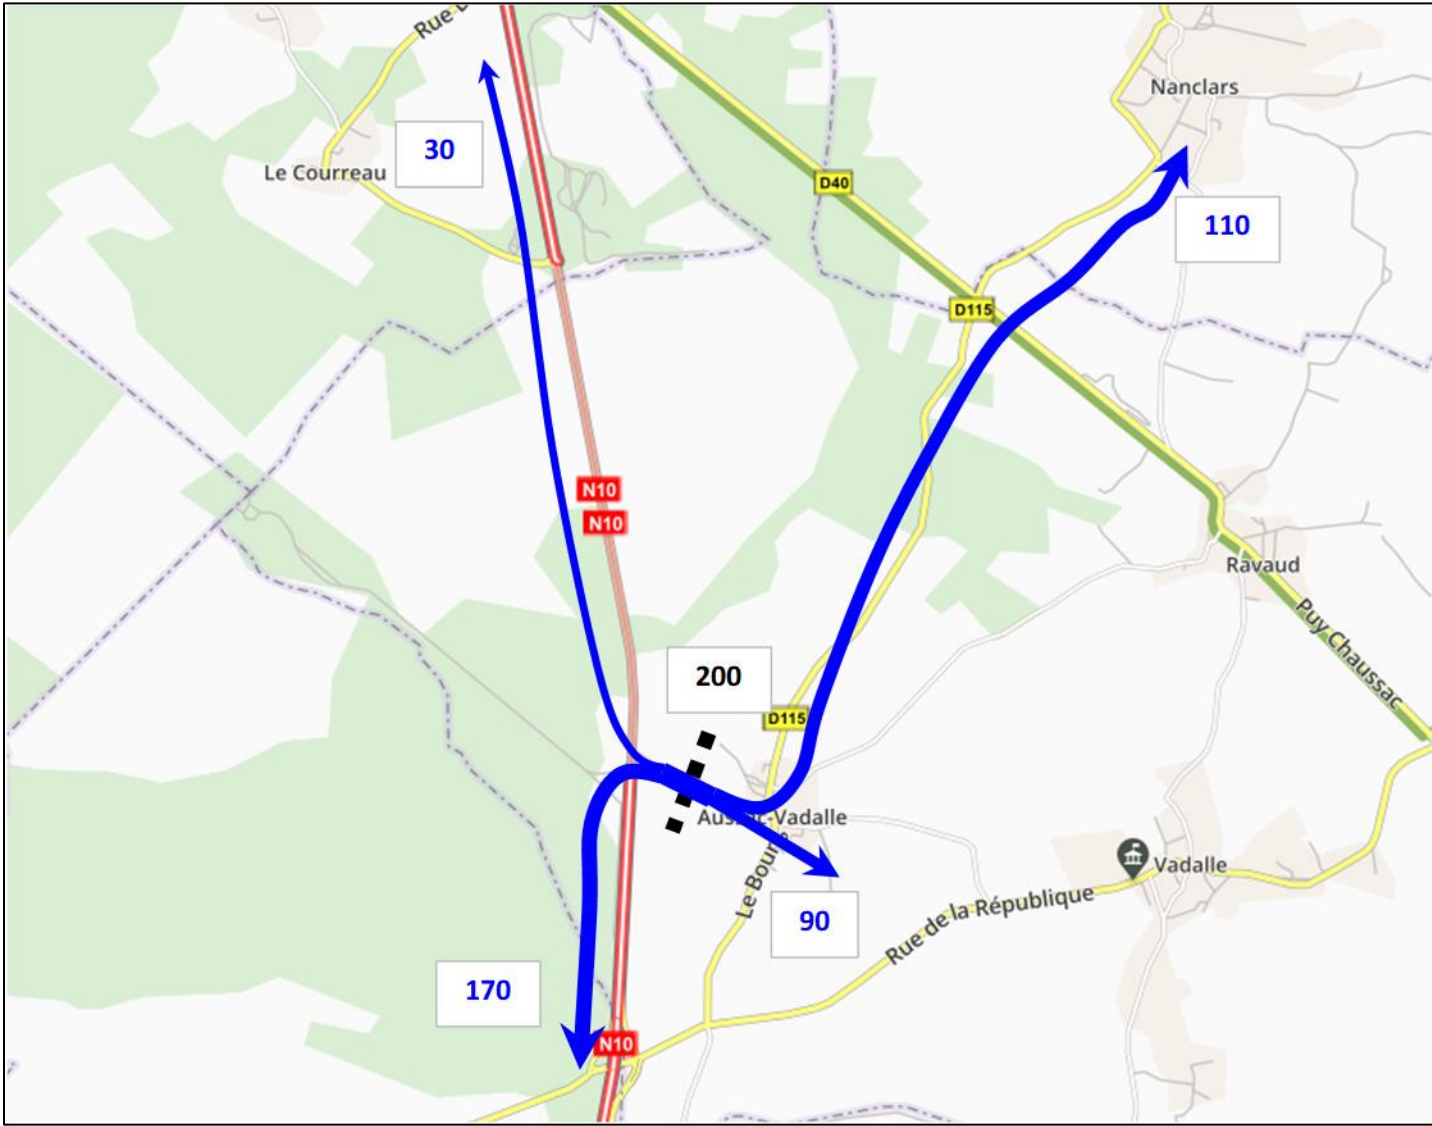 Rue
Nanclars
30
Le Courreau
D40
110
D115
N10
N10
Ravaud
Puy Chaussac
200
D115
Aussac-Vadalle
Vadalle
Le Bourg
90
Rue de la République
170
N10